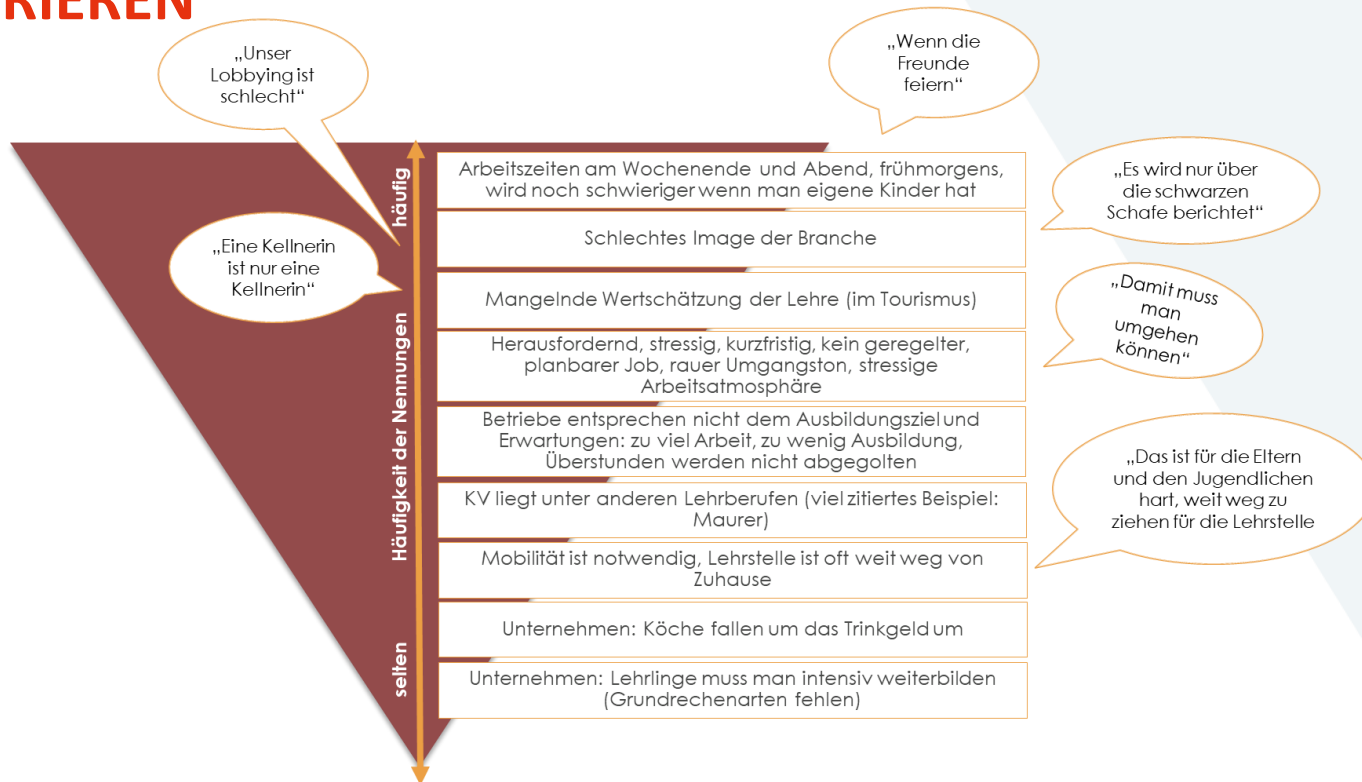 RIEREN
„Unser
Lobbying ist
schlecht“
„Wenn die
Freunde
feiern“
häufig
Häufigkeit der Nennungen
selten
Arbeitszeiten am Wochenende und Abend, frühmorgens,
wird noch schwieriger wenn man eigene Kinder hat
„Es wird nur über
die schwarzen
Schafe berichtet“
Schlechtes Image der Branche
„Eine Kellnerin
ist nur eine
Kellnerin“
Mangelnde Wertschätzung der Lehre (im Tourismus)
„Damit muss
man
umgehen
können“
Herausfordernd, stressig, kurzfristig, kein geregelter,
planbarer Job, rauer Umgangston, stressige
Arbeitsatmosphäre
Betriebe entsprechen nicht dem Ausbildungsziel und
Erwartungen: zu viel Arbeit, zu wenig Ausbildung,
Überstunden werden nicht abgegolten
„Das ist für die Eltern
und den Jugendlichen
hart, weit weg zu
ziehen für die Lehrstelle
KV liegt unter anderen Lehrberufen (viel zitiertes Beispiel:
Maurer)
Mobilität ist notwendig, Lehrstelle ist oft weit weg von
Zuhause
Unternehmen: Köche fallen um das Trinkgeld um
Unternehmen: Lehrlinge muss man intensiv weiterbilden
(Grundrechenarten fehlen)